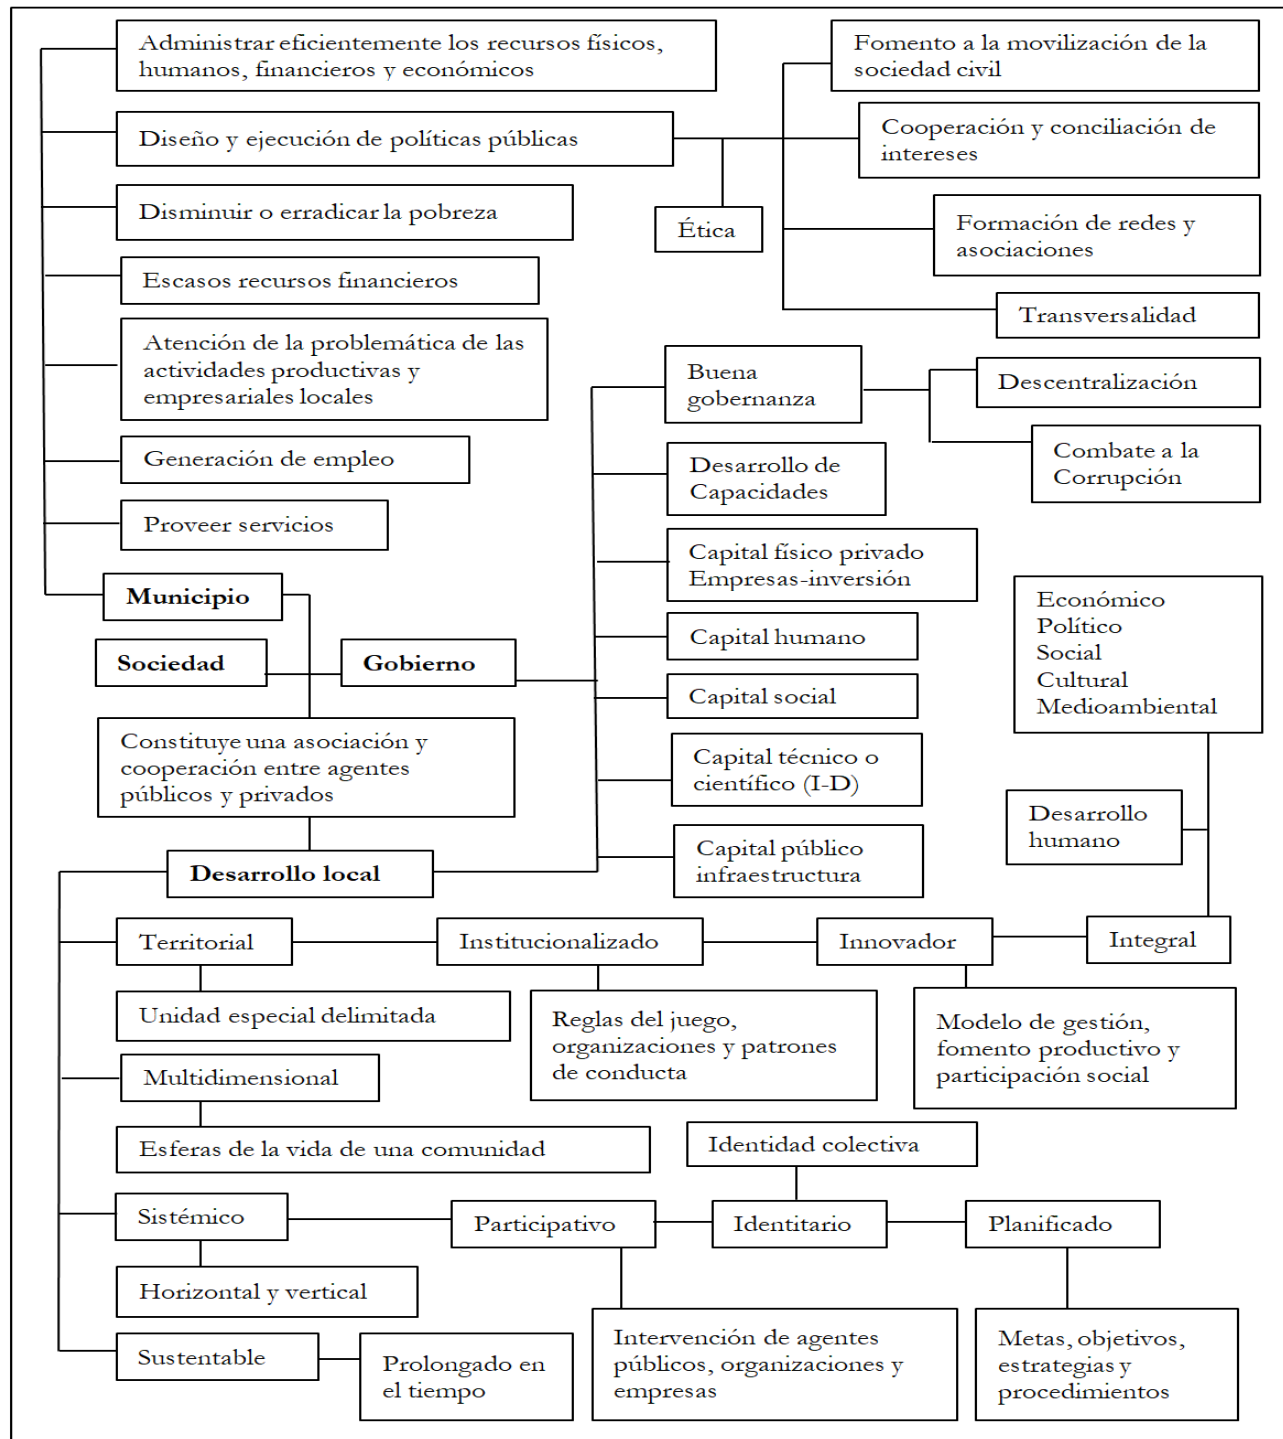 Administrar eficientemente los recursos físicos,
humanos, financieros y económicos
Fomento a la movilización de la
sociedad civil
Diseño y ejecución de políticas públicas
Cooperación y conciliación de
intereses
Disminuir o erradicar la pobreza
Ética
Formación de redes y
asociaciones
Escasos recursos financieros
Transversalidad
Atención de la problemática de las
actividades productivas y
empresariales locales
Buena
gobernanza
Descentralización
Generación de empleo
Desarrollo de
Capacidades
Combate a la
Corrupción
Proveer servicios
Capital físico privado
Empresas-inversión
Municipio
Económico
Político
Social
Cultural
Medioambiental
Sociedad
Gobierno
Capital humano
Capital social
Constituye una asociación y
cooperación entre agentes
públicos y privados
Capital técnico o
científico (I-D)
Desarrollo
humano
Desarrollo local
Capital público
infraestructura
Territorial
Institucionalizado
Innovador
Integral
Unidad especial delimitada
Reglas del juego,
organizaciones y patrones
de conducta
Modelo de gestión,
fomento productivo y
participación social
Multidimensional
Esferas de la vida de una comunidad
Identidad colectiva
Sistémico
Participativo
Identitario
Planificado
Horizontal y vertical
Intervención de agentes
públicos, organizaciones y
empresas
Metas, objetivos,
estrategias y
procedimientos
Sustentable
Prolongado en
el tiempo